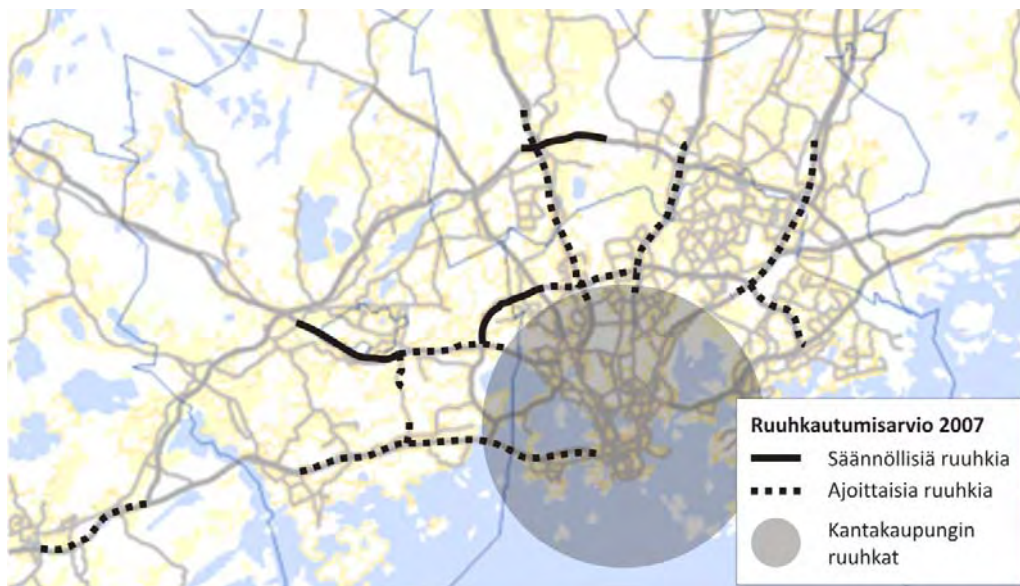 Ruuhkautumisarvio 2007
Säännöllisiä ruuhkia
Ajoittaisia ruuhkia
Kantakaupungin
ruuhkat